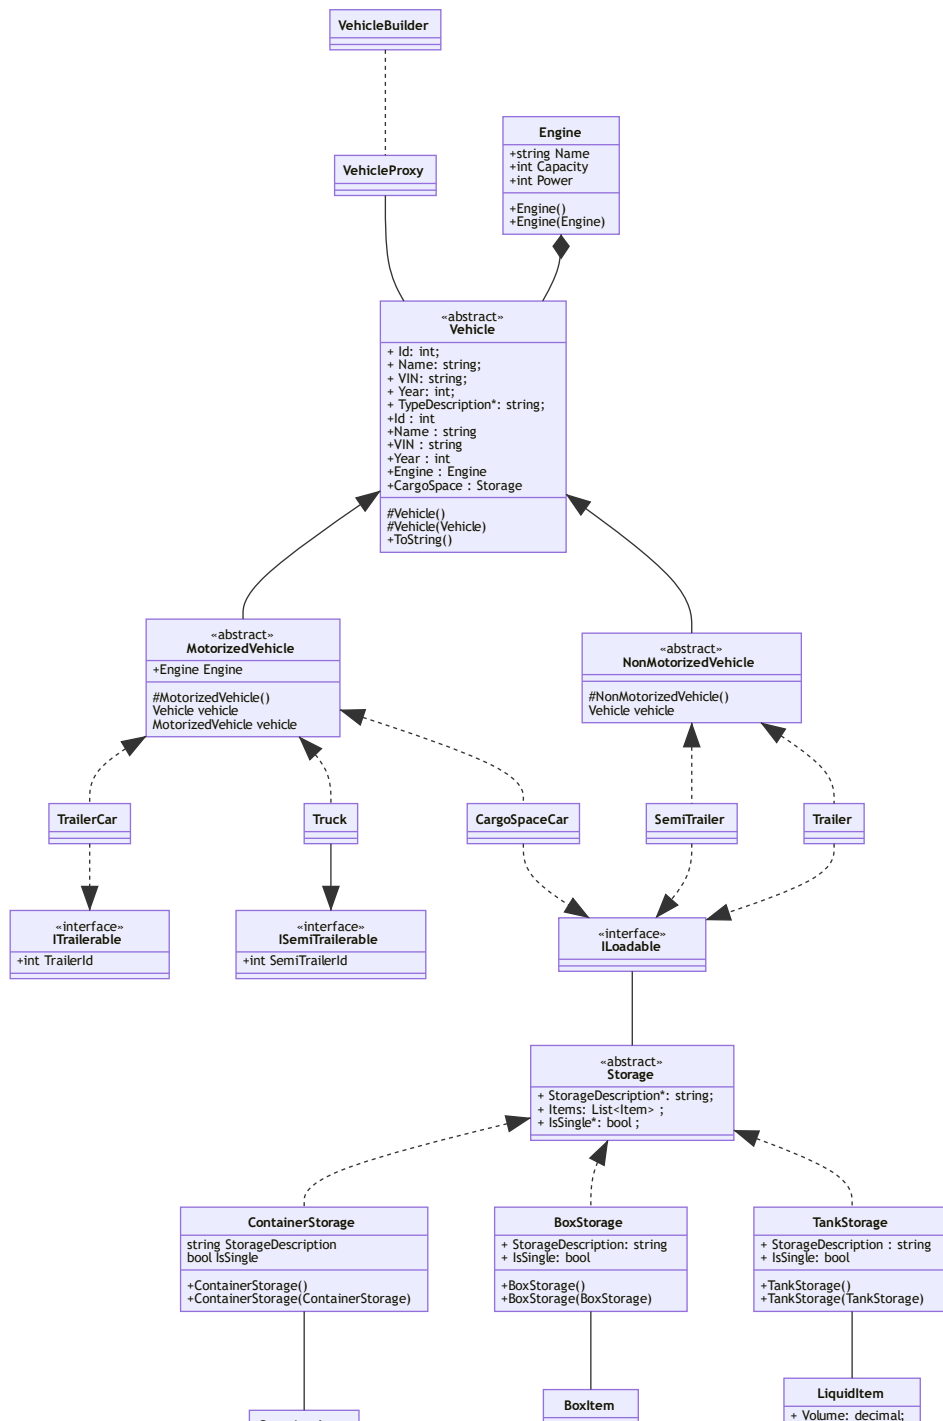 VehicleBuilder
Engine
+string Name
+int Capacity
+int Power
+Engine()
+Engine(Engine)
VehicleProxy
«abstract»
Vehicle
+ Id: int;
+ Name: string;
+ VIN: string;
+ Year: int;
+ TypeDescription*: string;
+Id : int
+Name : string
+VIN : string
+Year : int
+Engine : Engine
+CargoSpace : Storage
#Vehicle()
#Vehicle(Vehicle)
+ToString()
«abstract»
MotorizedVehicle
+Engine Engine
#MotorizedVehicle()
Vehicle vehicle
MotorizedVehicle vehicle
«abstract»
NonMotorizedVehicle
#NonMotorizedVehicle()
Vehicle vehicle
TrailerCar
Truck
CargoSpaceCar
SemiTrailer
Trailer
«interface»
ITrailerable
+int TrailerId
«interface»
ISemiTrailerable
+int SemiTrailerId
«interface»
ILoadable
«abstract»
Storage
+ StorageDescription*: string;
+ Items: List<Item> ;
+ IsSingle*: bool ;
ContainerStorage
string StorageDescription
bool IsSingle
+ContainerStorage()
+ContainerStorage(ContainerStorage)
BoxStorage
+ StorageDescription: string
+ IsSingle: bool
+BoxStorage()
+BoxStorage(BoxStorage)
TankStorage
+ StorageDescription : string
+ IsSingle: bool
+TankStorage()
+TankStorage(TankStorage)
BoxItem
LiquidItem
+ Volume: decimal;